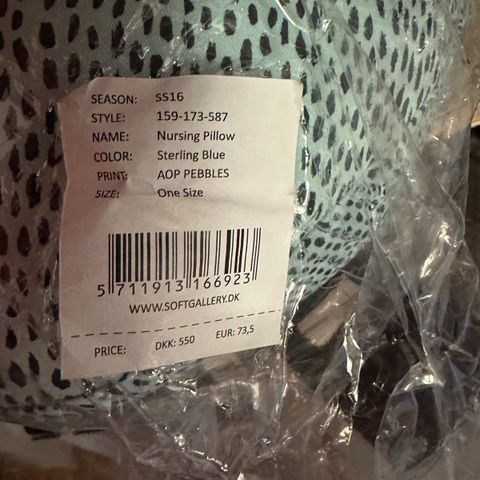 SEASON: SS16
STYLE: 159-173-587
NAME: Nursing Pillow
COLOR: Sterling Blue
PRINT: AOP PEBBLES
SIZE: One Size
5 711913 166923
WWW.SOFTGALLERY.DK
PRICE: DKK: 550 EUR: 73,5